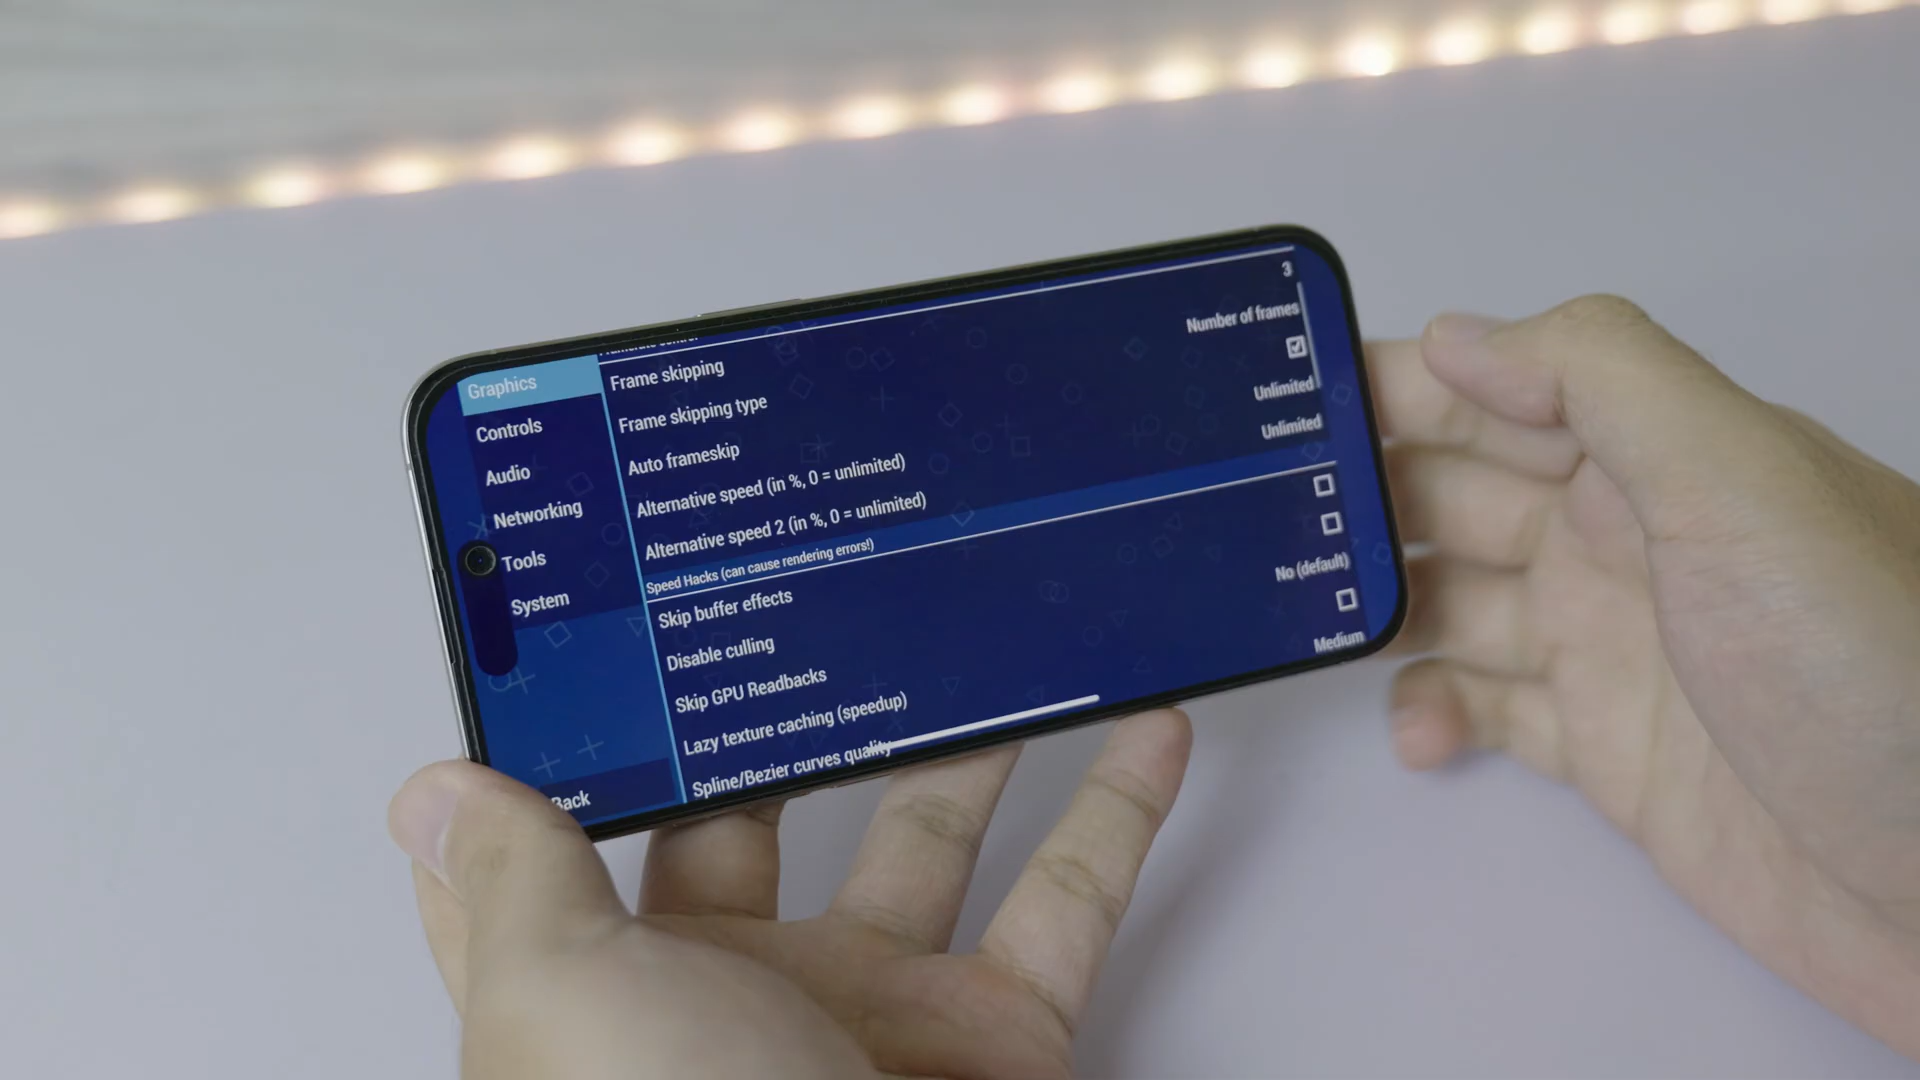 Graphics
Controls
Audio
Networking
Tools
System
Back
Framerate control
Frame skipping 3
Frame skipping type Number of frames
Auto frameskip
Alternative speed (in %, 0 = unlimited) Unlimited
Alternative speed 2 (in %, 0 = unlimited) Unlimited
Speed Hacks (can cause rendering errors!)
Skip buffer effects
Disable culling
Skip GPU Readbacks No (default)
Lazy texture caching (speedup)
Spline/Bezier curves quality Medium